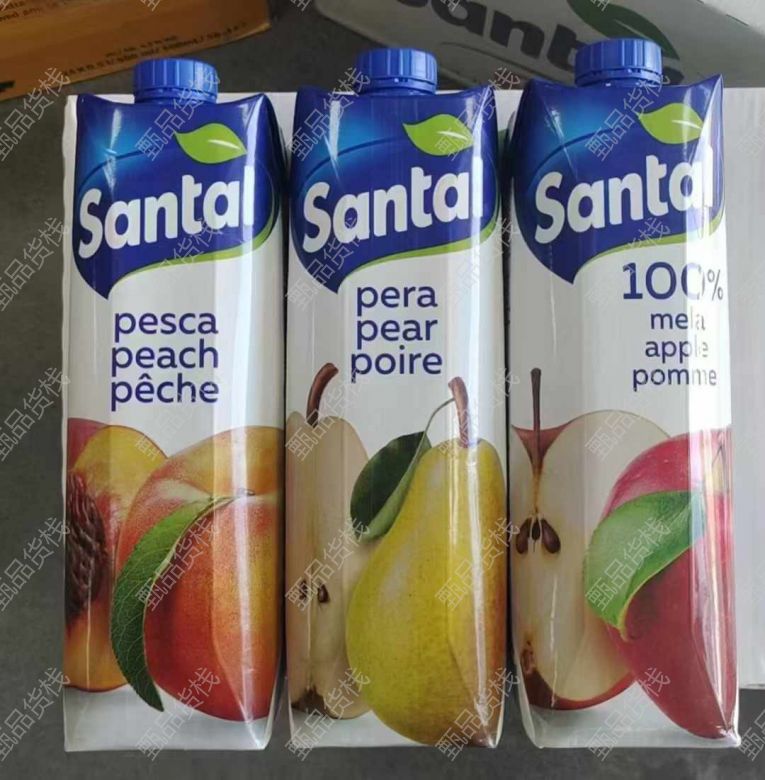 Santal
Santal
Santal
pesca
peach
pêche
pera
pear
poire
100%
mela
apple
pomme
甄品货栈